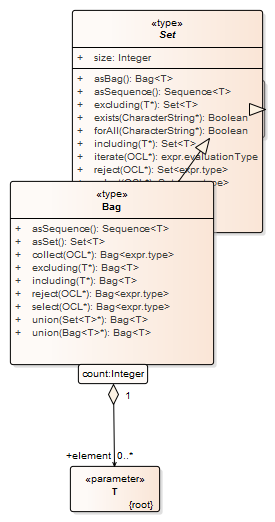 «type»
Set
+ size: Integer
+ asBag(): Bag<T>
+ asSequence(): Sequence<T>
+ excluding(T*): Set<T>
+ exists(CharacterString*): Boolean
+ forAll(CharacterString*): Boolean
+ including(T*): Set<T>
+ iterate(OCL*): expr.evaluationType
+ reject(OCL*): Set<expr.type>
«type»
Bag
+ asSequence(): Sequence<T>
+ asSet(): Set<T>
+ collect(OCL*): Bag<expr.type>
+ excluding(T*): Bag<T>
+ including(T*): Bag<T>
+ reject(OCL*): Bag<expr.type>
+ select(OCL*): Bag<expr.type>
+ union(Set<T>*): Bag<T>
+ union(Bag<T>*): Bag<T>
count:Integer
1
+element 0..*
«parameter»
T
{root}